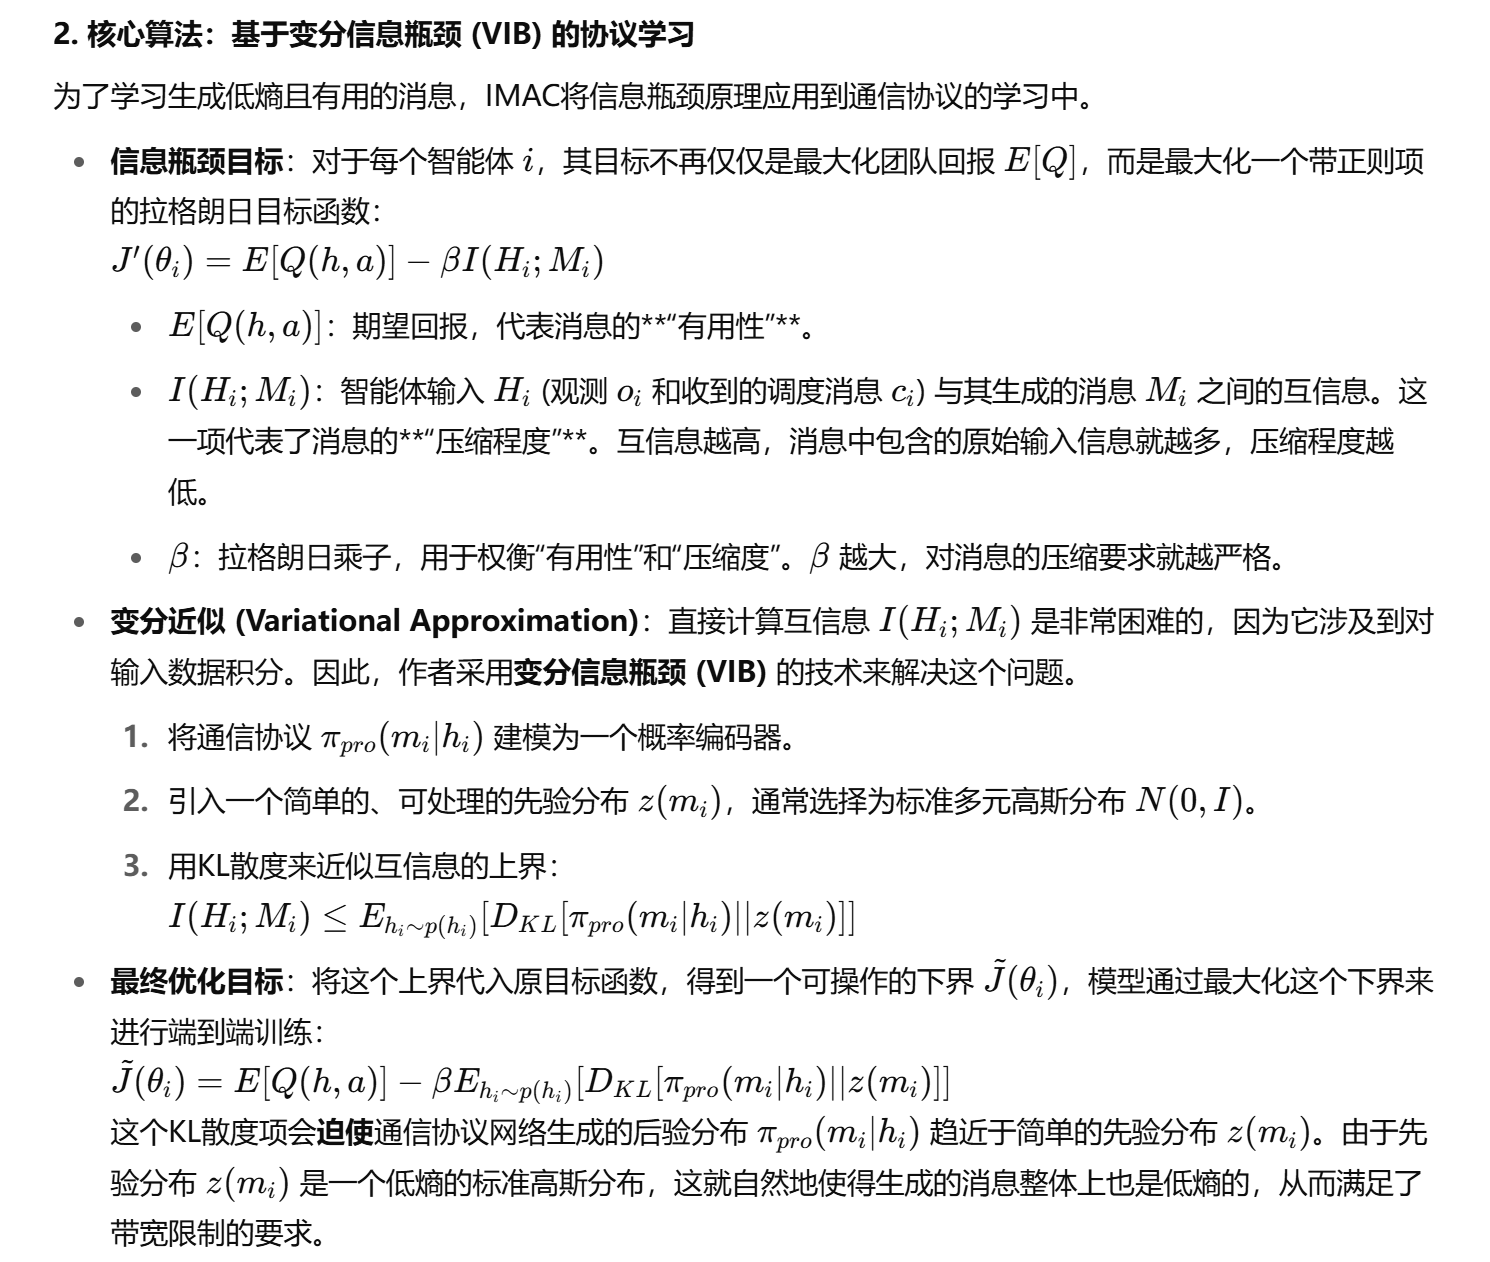 2. 核心算法：基于变分信息瓶颈 (VIB) 的协议学习
为了学习生成低熵且有用的消息，IMAC将信息瓶颈原理应用到通信协议的学习中。
• 信息瓶颈目标：对于每个智能体 i，其目标不再仅仅是最大化团队回报 E[Q]，而是最大化一个带正则项
的拉格朗日目标函数：
J′(θ_i) = E[Q(h, a)] − βI(H_i; M_i)
• E[Q(h, a)]：期望回报，代表消息的**“有用性”**。
• I(H_i; M_i)：智能体输入 H_i (观测 o_i 和收到的调度消息 c_i) 与其生成的消息 M_i 之间的互信息。这
一项代表了消息的**“压缩程度”**。互信息越高，消息中包含的原始输入信息就越多，压缩程度越
低。
• β：拉格朗日乘子，用于权衡“有用性”和“压缩度”。β 越大，对消息的压缩要求就越严格。
• 变分近似 (Variational Approximation)：直接计算互信息 I(H_i; M_i) 是非常困难的，因为它涉及到对
输入数据积分。因此，作者采用变分信息瓶颈 (VIB) 的技术来解决这个问题。
1. 将通信协议 π_{pro}(m_i|h_i) 建模为一个概率编码器。
2. 引入一个简单的、可处理的先验分布 z(m_i)，通常选择为标准多元高斯分布 N(0, I)。
3. 用KL散度来近似互信息的上界：
I(H_i; M_i) ≤ E_{h_i∼p(h_i)}[D_{KL}[π_{pro}(m_i|h_i)||z(m_i)]]
• 最终优化目标：将这个上界代入原目标函数，得到一个可操作的下界 J̃(θ_i)，模型通过最大化这个下界来
进行端到端训练：
J̃(θ_i) = E[Q(h, a)] − βE_{h_i∼p(h_i)}[D_{KL}[π_{pro}(m_i|h_i)||z(m_i)]]
这个KL散度项会迫使通信协议网络生成的后验分布 π_{pro}(m_i|h_i) 趋近于简单的先验分布 z(m_i)。由于先
验分布 z(m_i) 是一个低熵的标准高斯分布，这就自然地使得生成的消息整体上也是低熵的，从而满足了
带宽限制的要求。